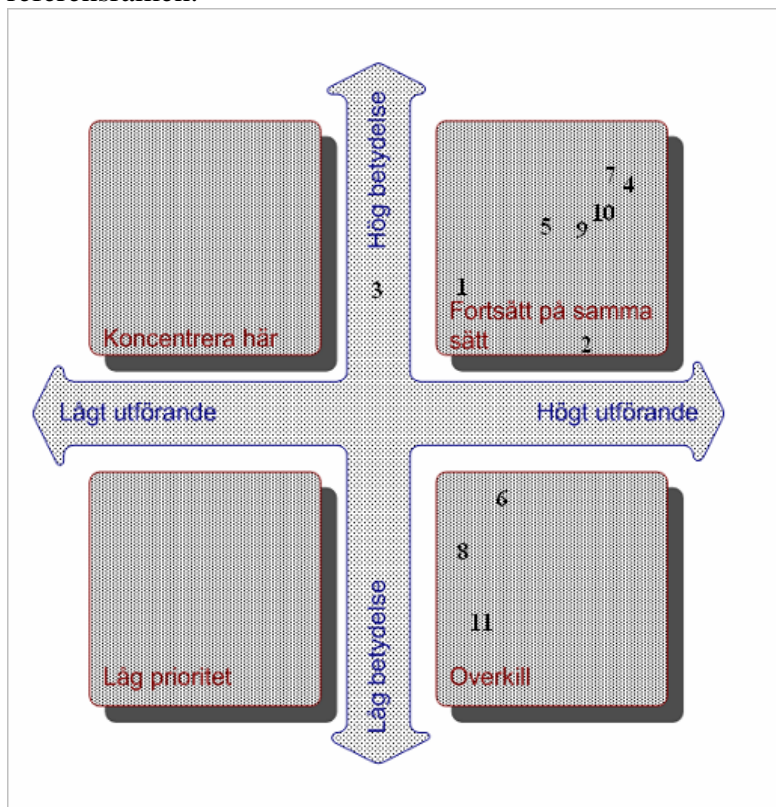 Hög betydelse
7
4
10
5
9
3
1
Fortsätt på samma
sätt
2
Koncentrera här
Lågt utförande
Högt utförande
6
8
11
Låg prioritet
Låg betydelse
Overkill